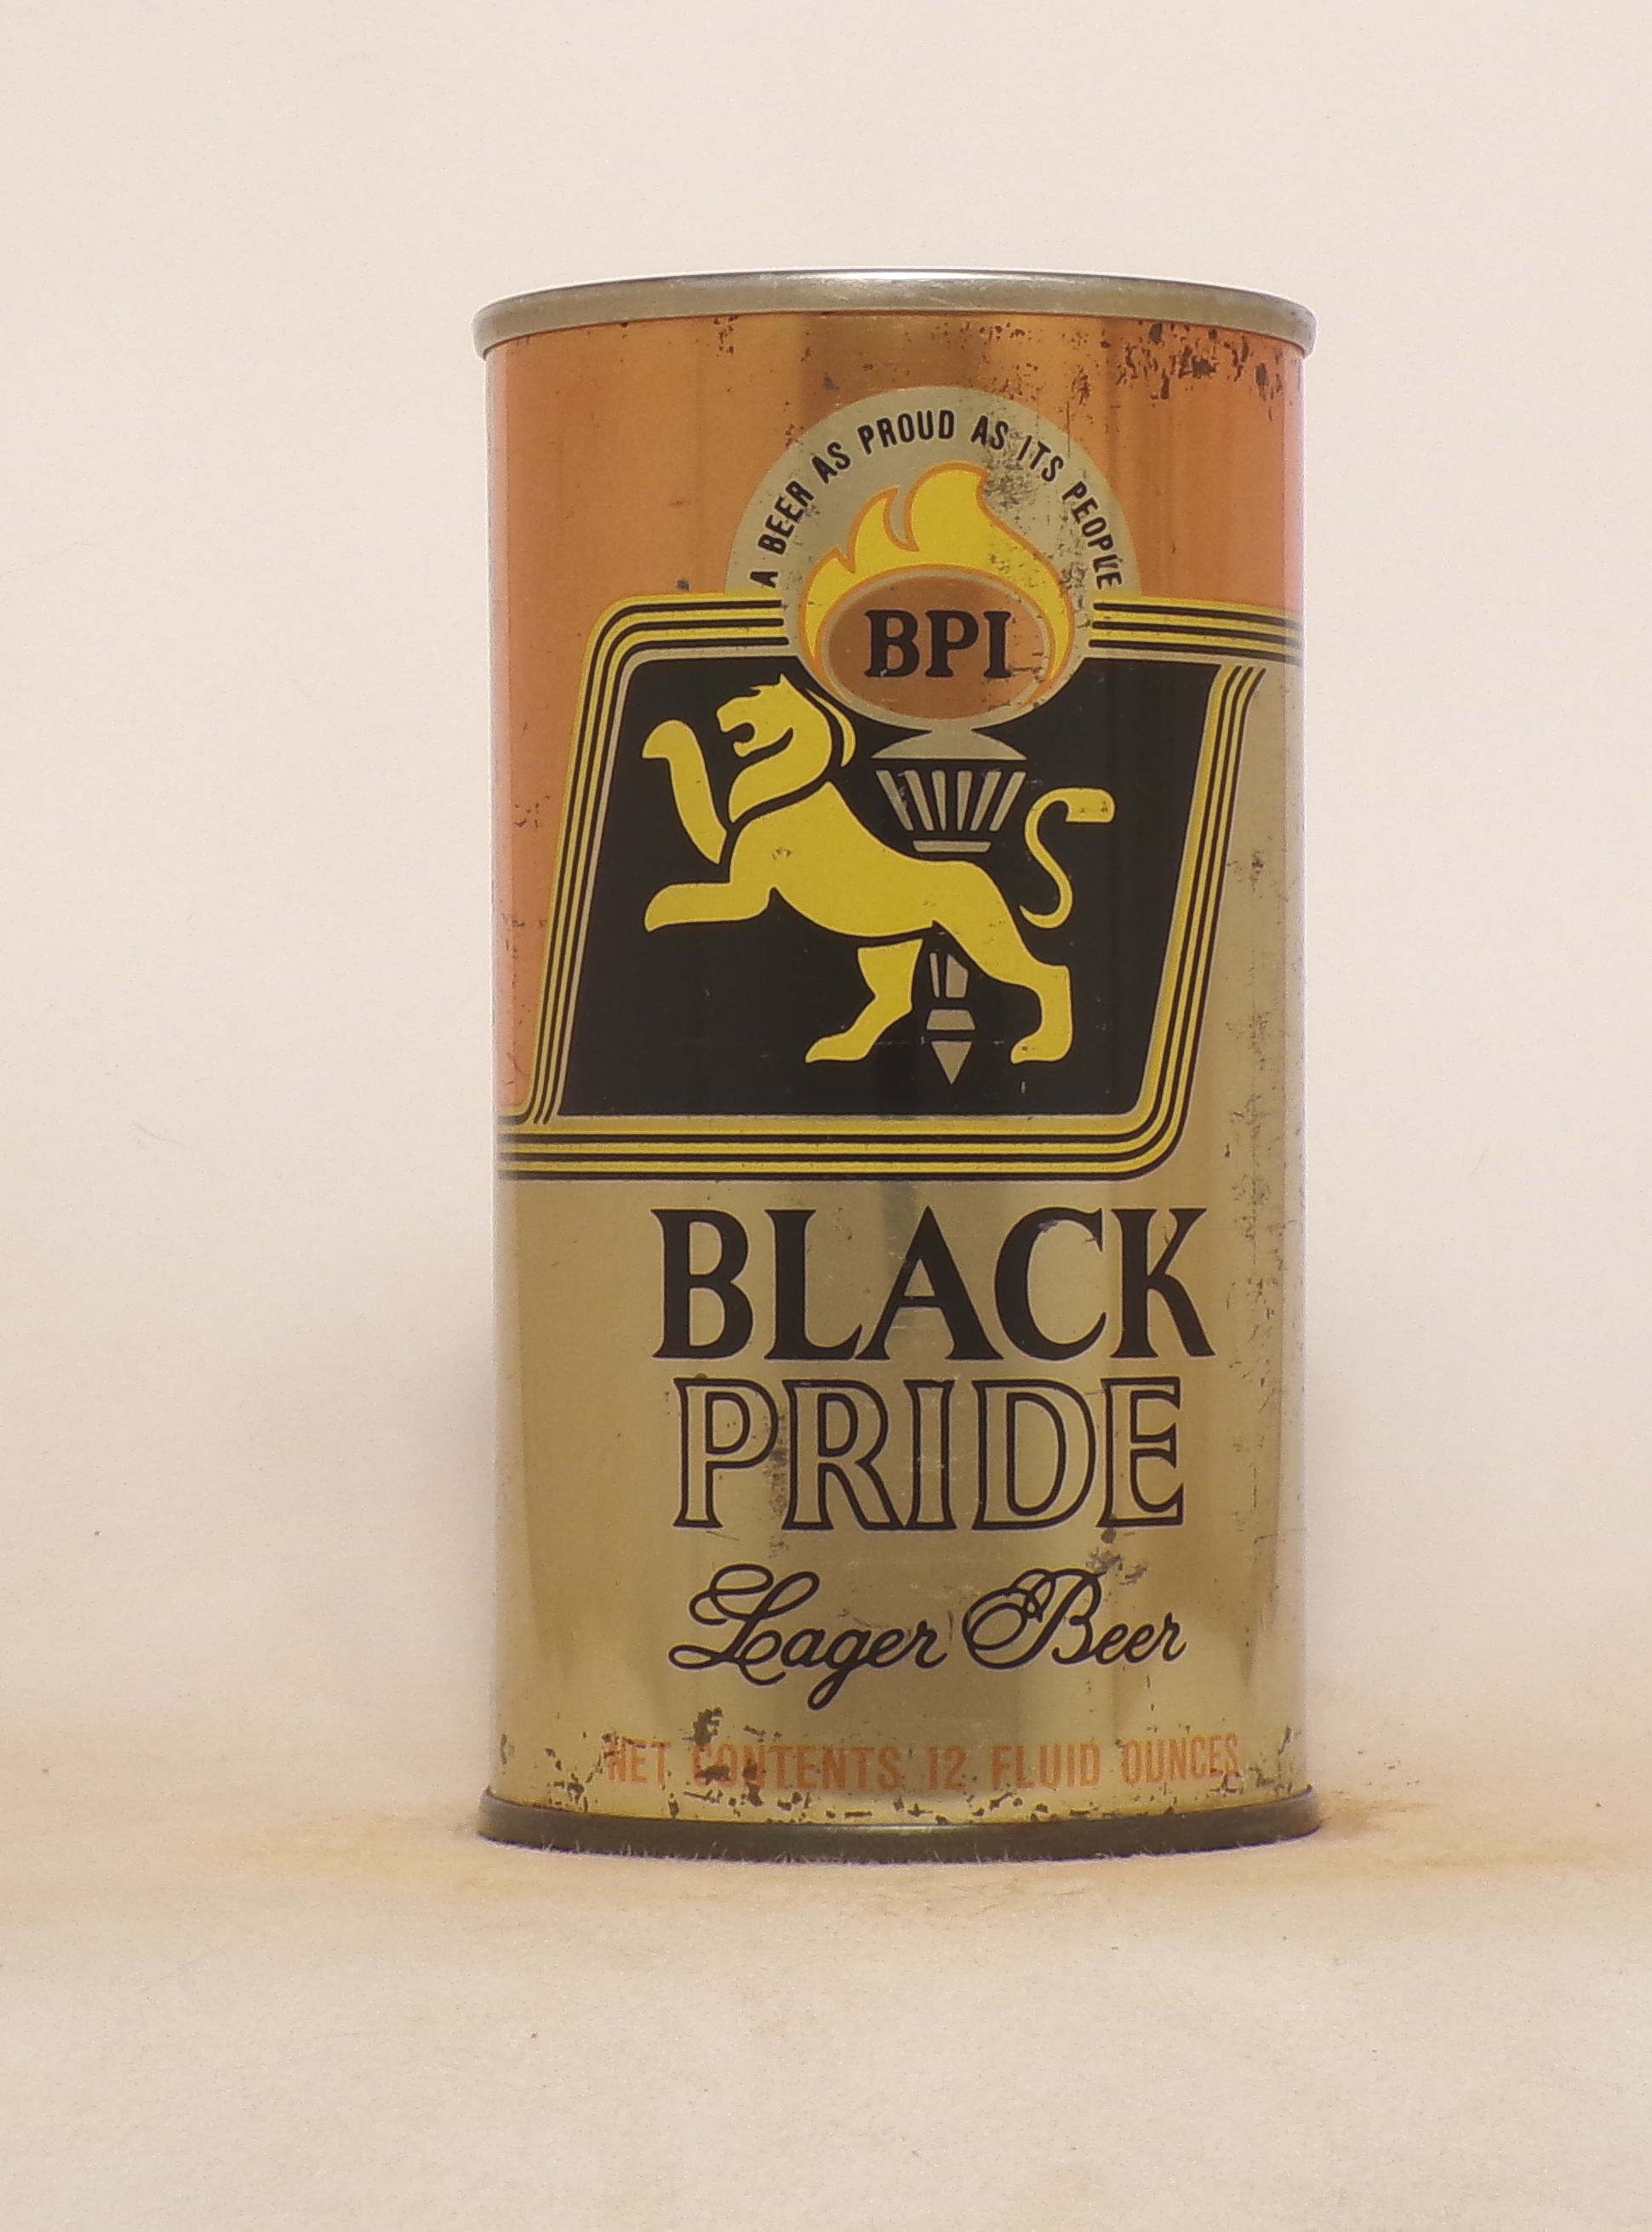 A BEER AS PROUD AS ITS PEOPLE
BPI
BLACK
PRIDE
Lager Beer
NET CONTENTS 12 FLUID OUNCES